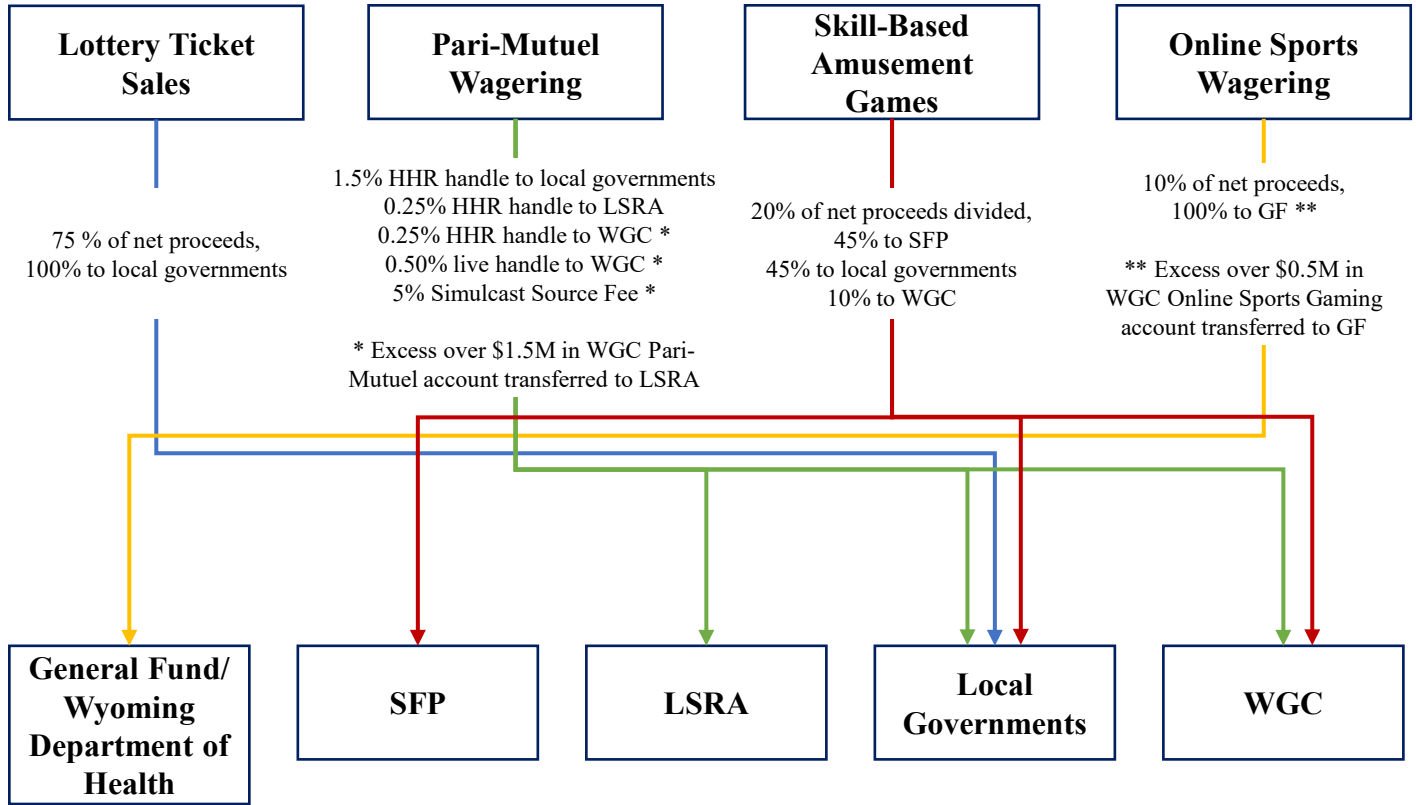 Lottery Ticket
Sales
Pari-Mutuel
Wagering
Skill-Based
Amusement
Games
Online Sports
Wagering
75 % of net proceeds,
100% to local governments
1.5% HHR handle to local governments
0.25% HHR handle to LSRA
0.25% HHR handle to WGC *
0.50% live handle to WGC *
5% Simulcast Source Fee *
* Excess over $1.5M in WGC Pari-
Mutuel account transferred to LSRA
20% of net proceeds divided,
45% to SFP
45% to local governments
10% to WGC
10% of net proceeds,
100% to GF **
** Excess over $0.5M in
WGC Online Sports Gaming
account transferred to GF
General Fund/
Wyoming
Department of
Health
SFP
LSRA
Local
Governments
WGC